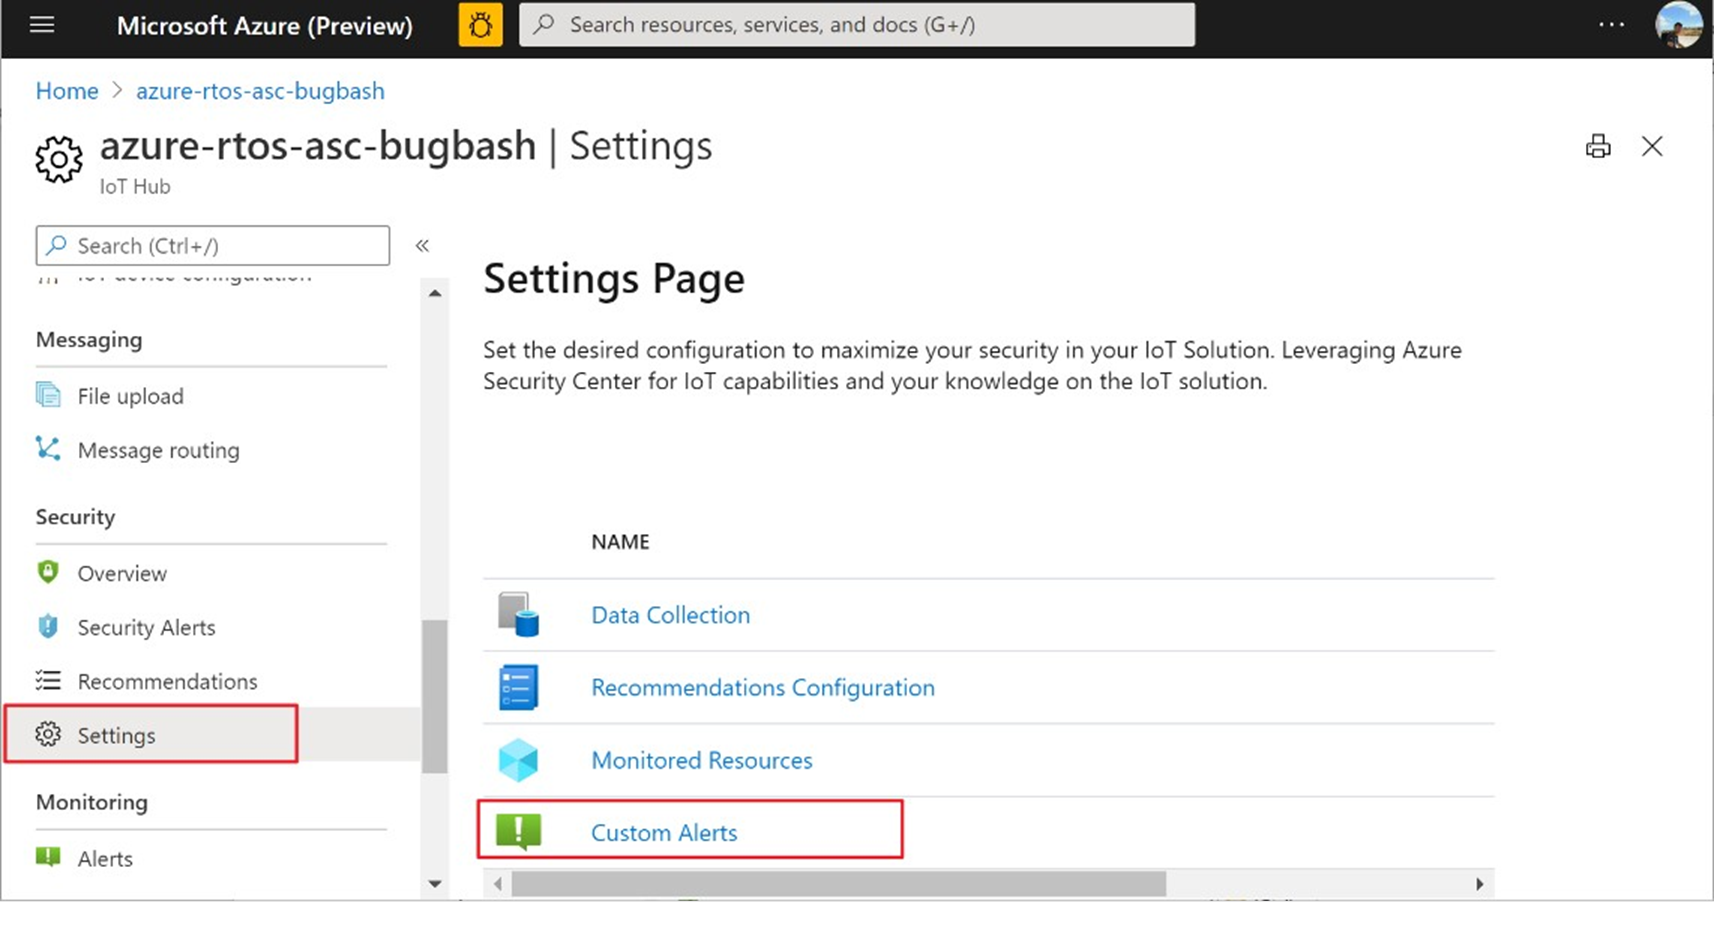 Microsoft Azure (Preview)
Search resources, services, and docs (G+/)
Home > azure-rtos-asc-bugbash
azure-rtos-asc-bugbash | Settings
IoT Hub
Search (Ctrl+/)
«
IoT device configuration
Messaging
File upload
Message routing
Security
Overview
Security Alerts
Recommendations
Settings
Monitoring
Alerts
Settings Page
Set the desired configuration to maximize your security in your IoT Solution. Leveraging Azure
Security Center for IoT capabilities and your knowledge on the IoT solution.
NAME
Data Collection
Recommendations Configuration
Monitored Resources
Custom Alerts